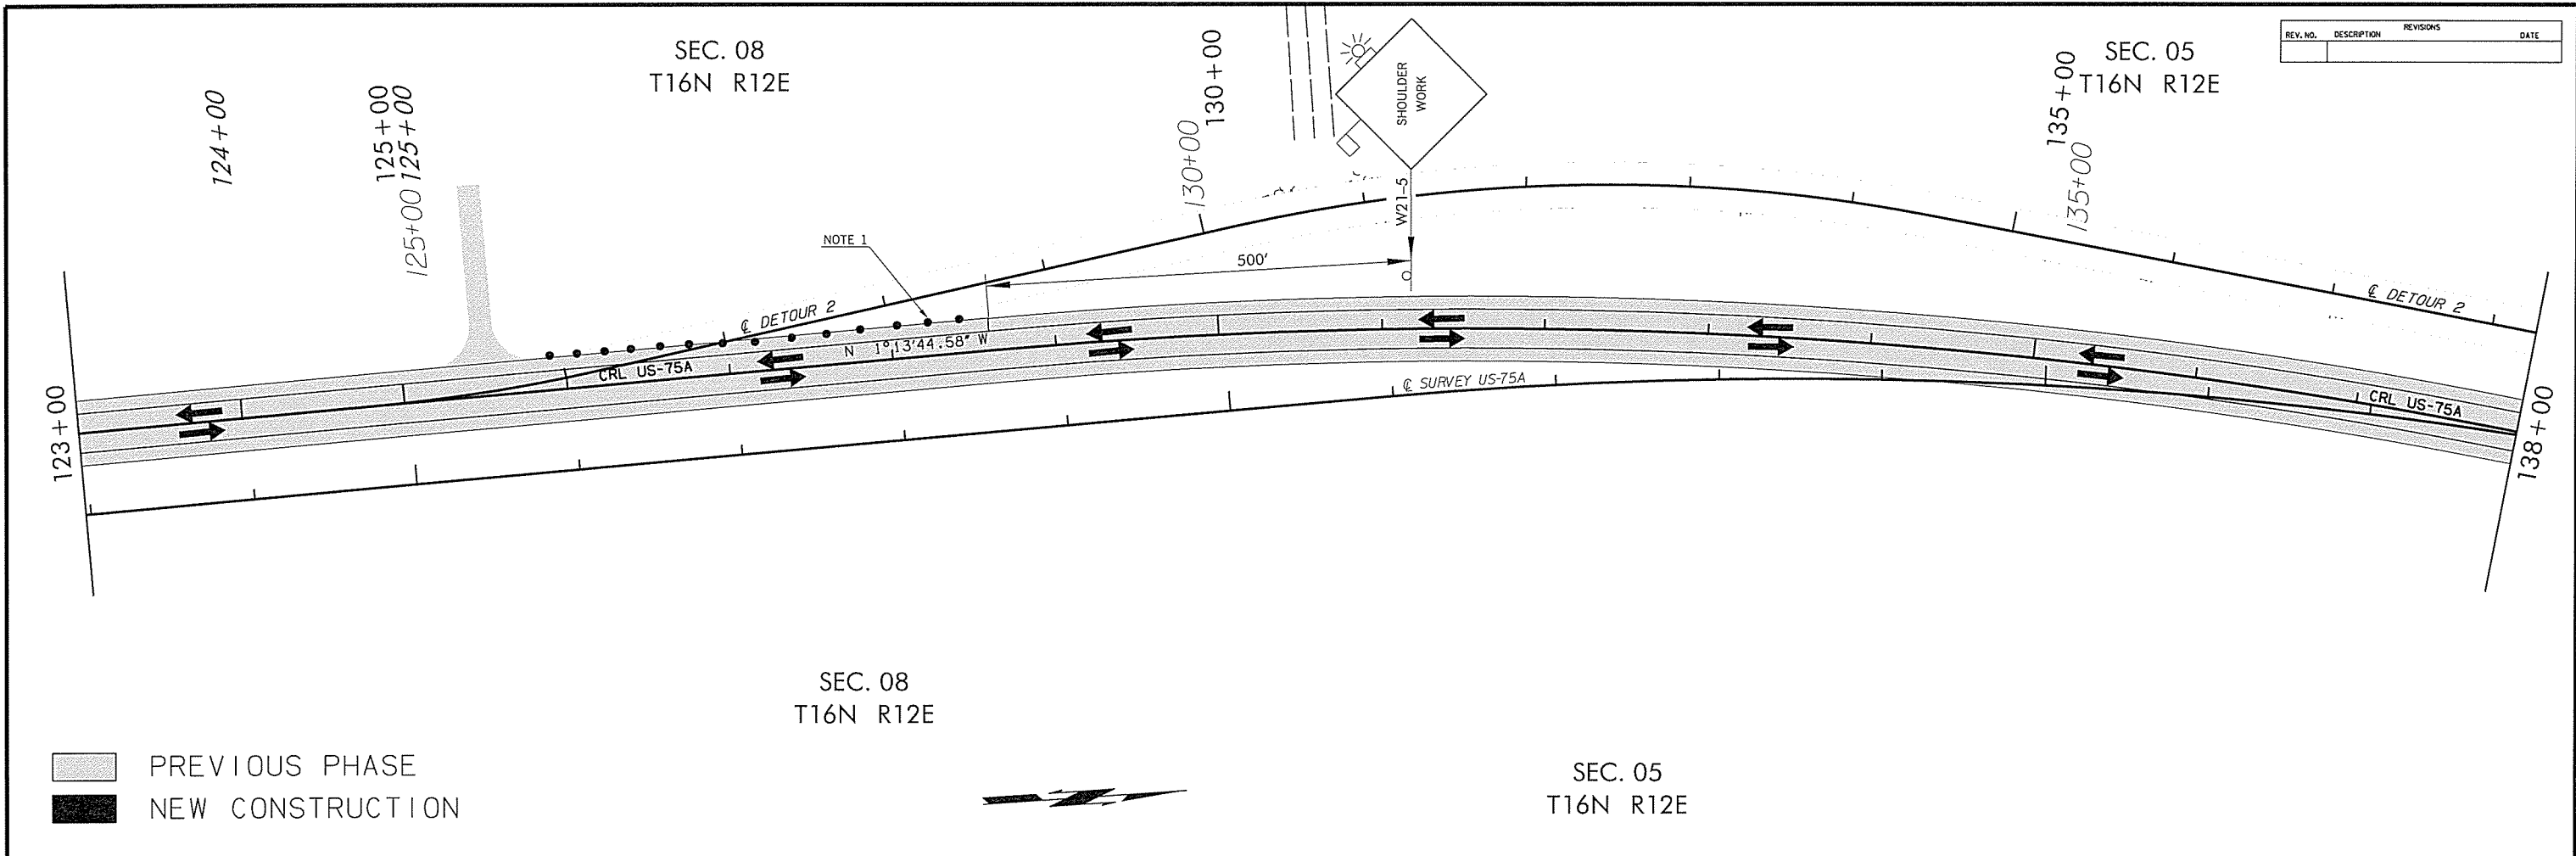 REVISIONS
REV. NO. DESCRIPTION DATE
SEC. 08
T16N R12E
SEC. 05
T16N R12E
124+00
125+00
125+00
125+00
130+00
130+00
SHOULDER
WORK
W21-5
135+00
135+00
NOTE 1
500'
℄ DETOUR 2
℄ DETOUR 2
N 1°13'44.58" W
CRL US-75A
℄ SURVEY US-75A
CRL US-75A
123+00
138+00
SEC. 08
T16N R12E
SEC. 05
T16N R12E
PREVIOUS PHASE
NEW CONSTRUCTION